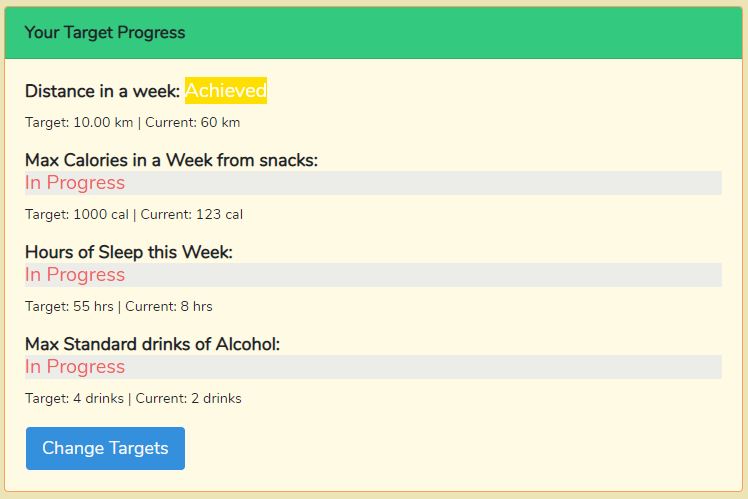 Your Target Progress
Distance in a week: Achieved
Target: 10.00 km | Current: 60 km
Max Calories in a Week from snacks:
In Progress
Target: 1000 cal | Current: 123 cal
Hours of Sleep this Week:
In Progress
Target: 55 hrs | Current: 8 hrs
Max Standard drinks of Alcohol:
In Progress
Target: 4 drinks | Current: 2 drinks
Change Targets